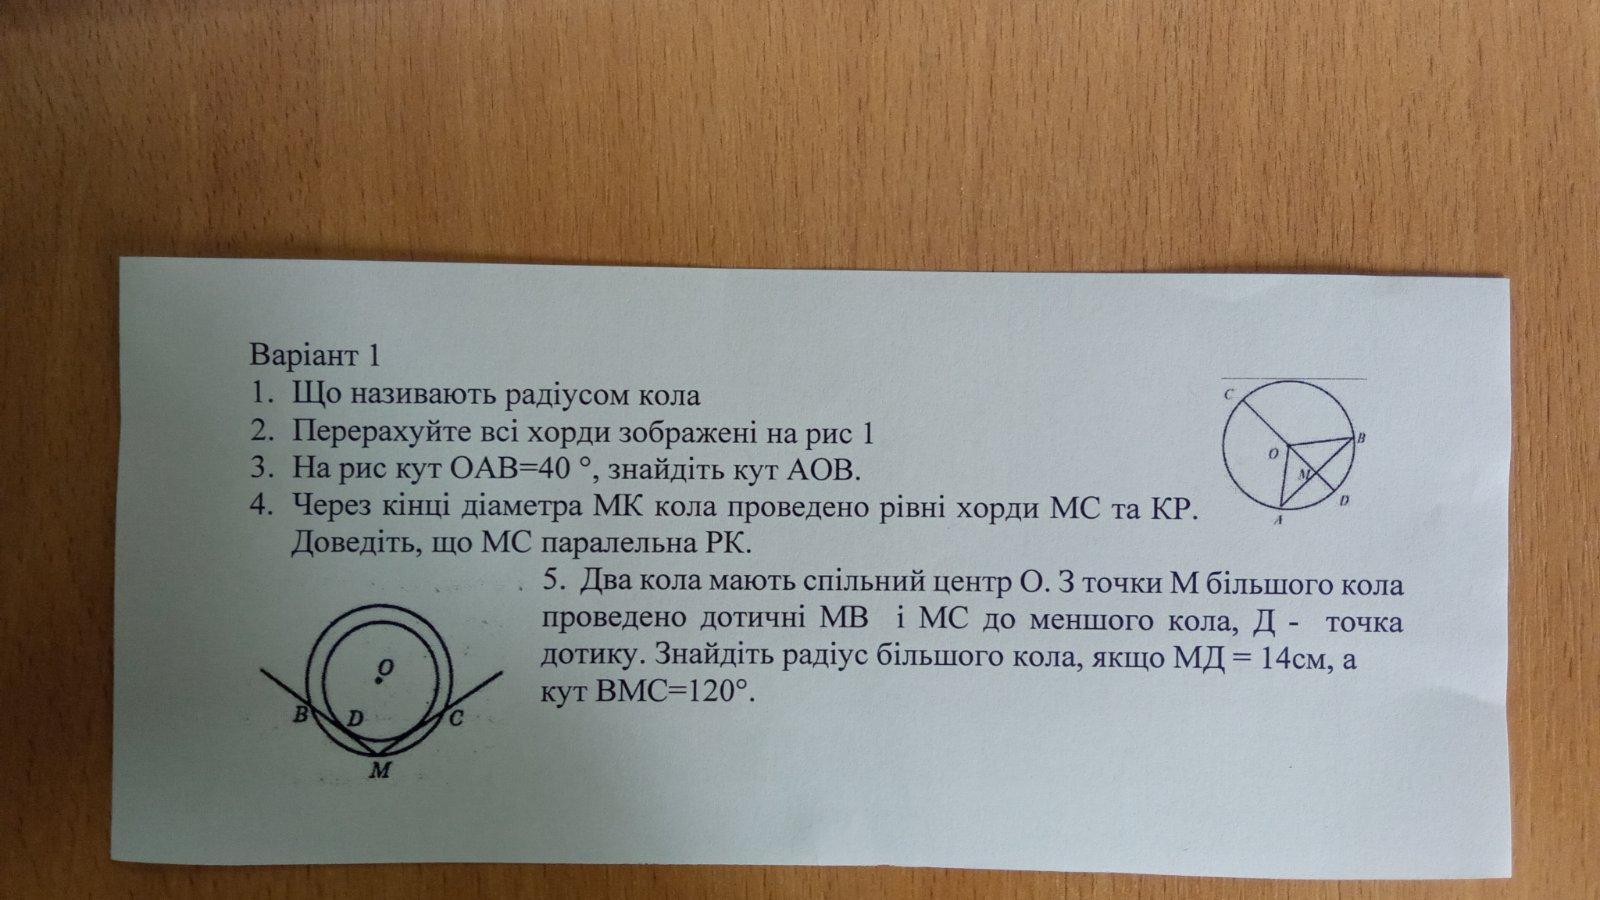 Варіант 1
1. Що називають радіусом кола
2. Перерахуйте всі хорди зображені на рис 1
3. На рис кут ОАВ=40 °, знайдіть кут АОВ.
4. Через кінці діаметра МК кола проведено рівні хорди МС та КР.
Доведіть, що МС паралельна РК.
C
B
O
M
D
A
5. Два кола мають спільний центр О. З точки М більшого кола
проведено дотичні МВ і МС до меншого кола, Д - точка
дотику. Знайдіть радіус більшого кола, якщо МД = 14см, а
кут ВМС=120°.
O
B
D
C
M